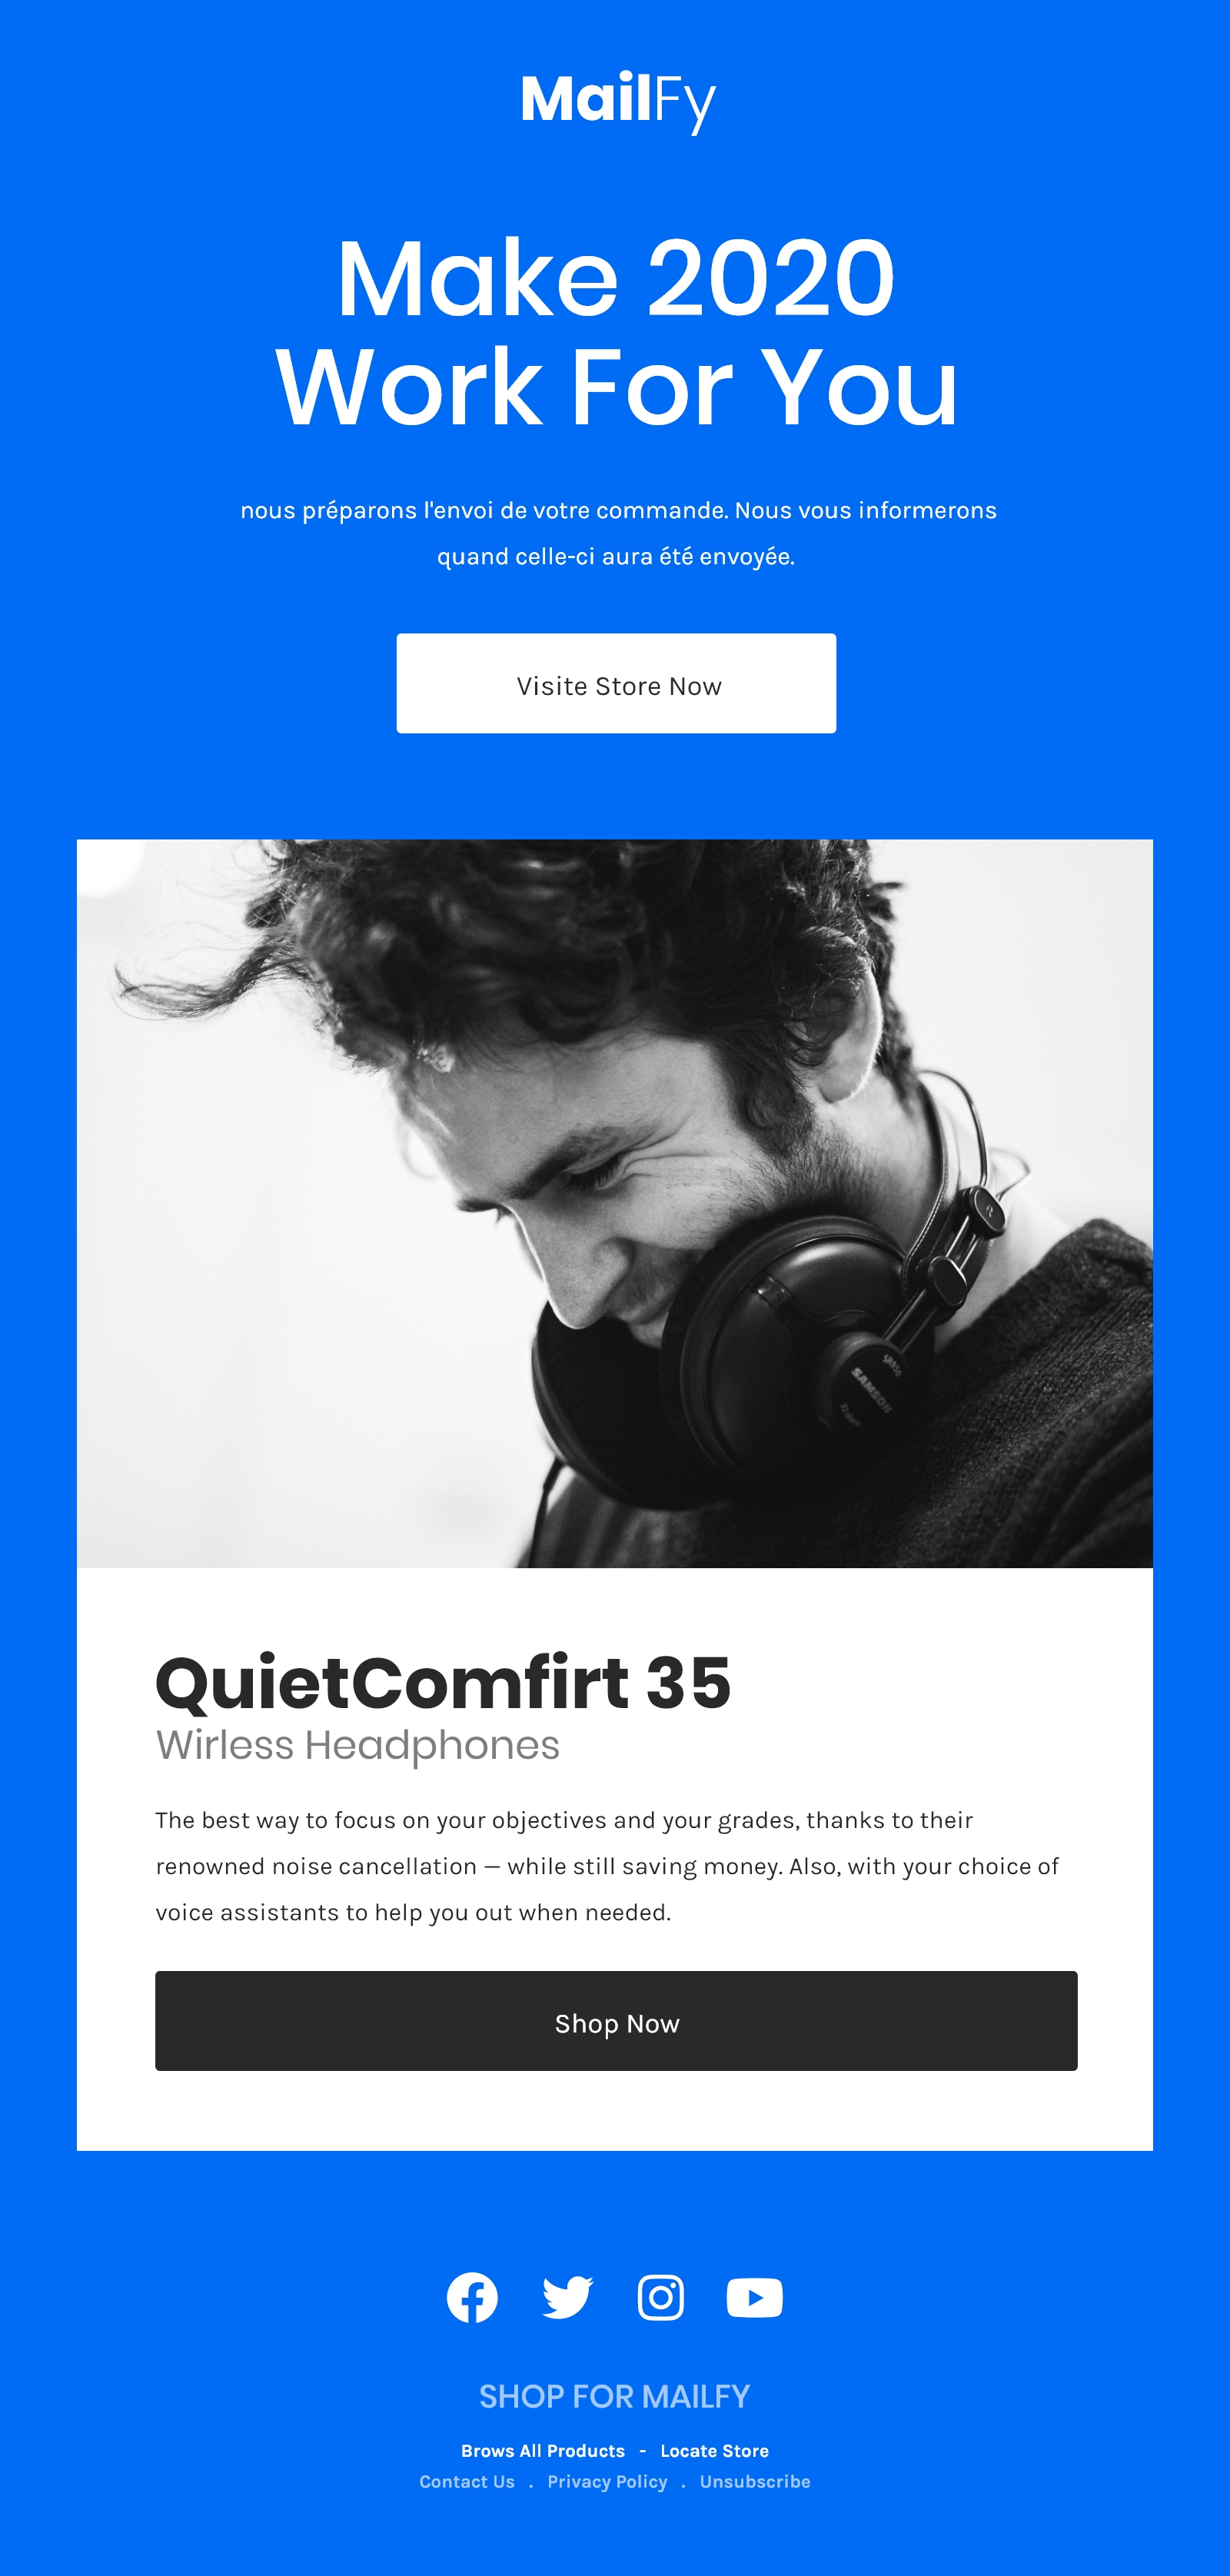 MailFy
Make 2020
Work For You
nous préparons l'envoi de votre commande. Nous vous informerons
quand celle-ci aura été envoyée.
Visite Store Now
SR850
SAMSON
QuietComfirt 35
Wirless Headphones
The best way to focus on your objectives and your grades, thanks to their
renowned noise cancellation — while still saving money. Also, with your choice of
voice assistants to help you out when needed.
Shop Now
SHOP FOR MAILFY
Brows All Products - Locate Store
Contact Us . Privacy Policy . Unsubscribe